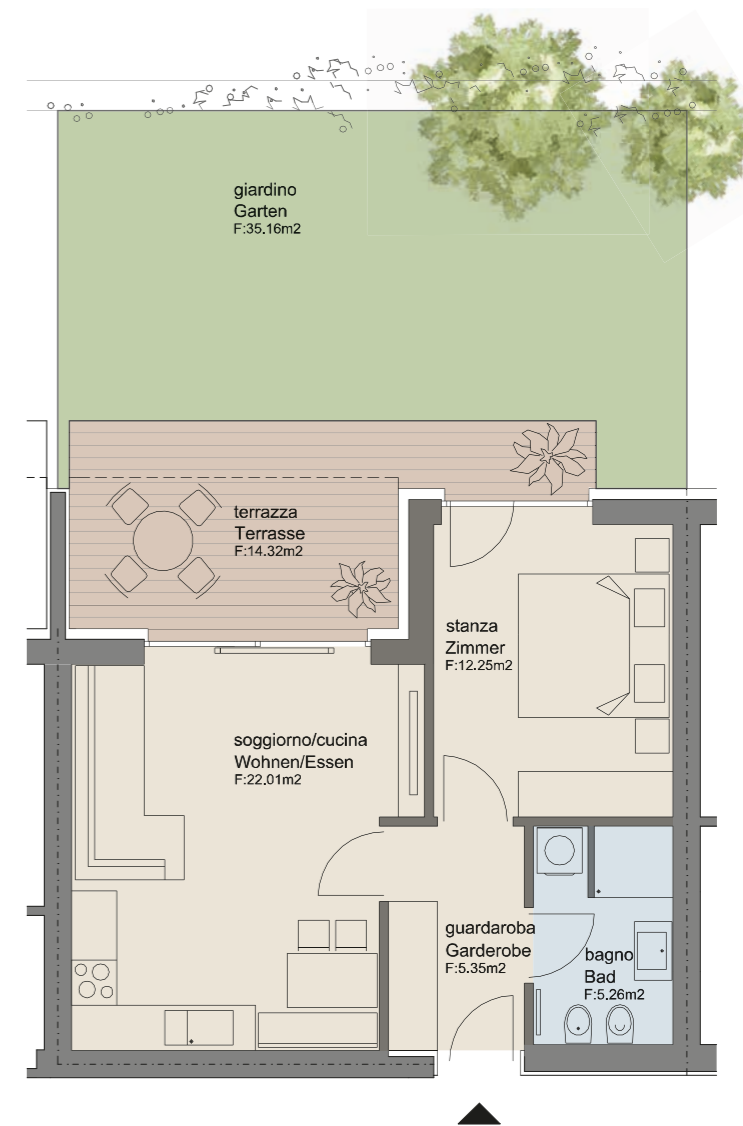 giardino
Garten
F:35.16m2
terrazza
Terrasse
F:14.32m2
stanza
Zimmer
F:12.25m2
soggiorno/cucina
Wohnen/Essen
F:22.01m2
guardaroba
Garderobe
F:5.35m2
bagno
Bad
F:5.26m2